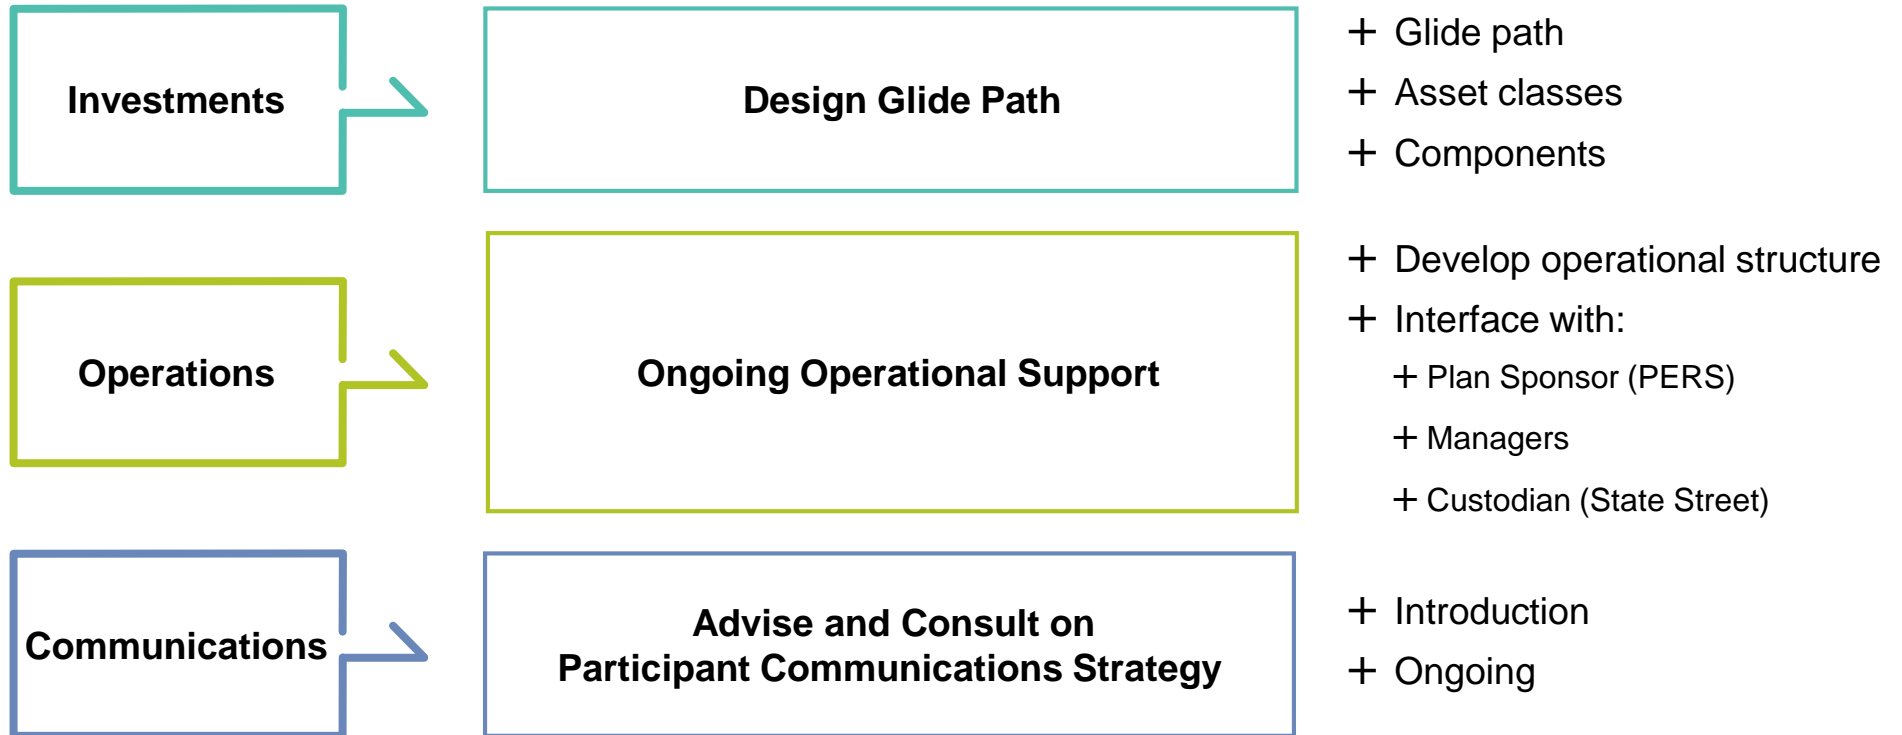 Investments
Design Glide Path
+ Glide path
+ Asset classes
+ Components
Operations
Ongoing Operational Support
+ Develop operational structure
+ Interface with:
+ Plan Sponsor (PERS)
+ Managers
+ Custodian (State Street)
Communications
Advise and Consult on
Participant Communications Strategy
+ Introduction
+ Ongoing